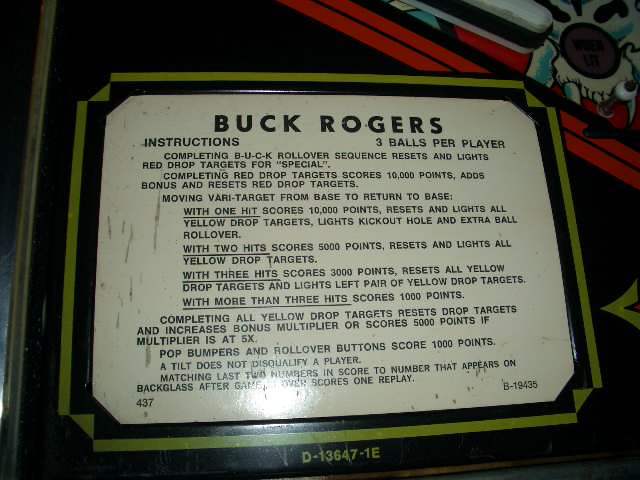 WHEN
LIT
BUCK ROGERS
INSTRUCTIONS 3 BALLS PER PLAYER
COMPLETING B-U-C-K ROLLOVER SEQUENCE RESETS AND LIGHTS
RED DROP TARGETS FOR "SPECIAL".
COMPLETING RED DROP TARGETS SCORES 10,000 POINTS, ADDS
BONUS AND RESETS RED DROP TARGETS.
MOVING VARI-TARGET FROM BASE TO RETURN TO BASE:
WITH ONE HIT SCORES 10,000 POINTS, RESETS AND LIGHTS ALL
YELLOW DROP TARGETS, LIGHTS KICKOUT HOLE AND EXTRA BALL
ROLLOVER.
WITH TWO HITS SCORES 5000 POINTS, RESETS AND LIGHTS ALL
YELLOW DROP TARGETS.
WITH THREE HITS SCORES 3000 POINTS, RESETS ALL YELLOW
DROP TARGETS AND LIGHTS LEFT PAIR OF YELLOW DROP TARGETS.
WITH MORE THAN THREE HITS SCORES 1000 POINTS.
COMPLETING ALL YELLOW DROP TARGETS RESETS DROP TARGETS
AND INCREASES BONUS MULTIPLIER OR SCORES 5000 POINTS IF
MULTIPLIER IS AT 5X.
POP BUMPERS AND ROLLOVER BUTTONS SCORE 1000 POINTS.
A TILT DOES NOT DISQUALIFY A PLAYER.
MATCHING LAST TWO NUMBERS IN SCORE TO NUMBER THAT APPEARS ON
BACKGLASS AFTER GAME OVER SCORES ONE REPLAY.
437 B-19435
D-13647-1E